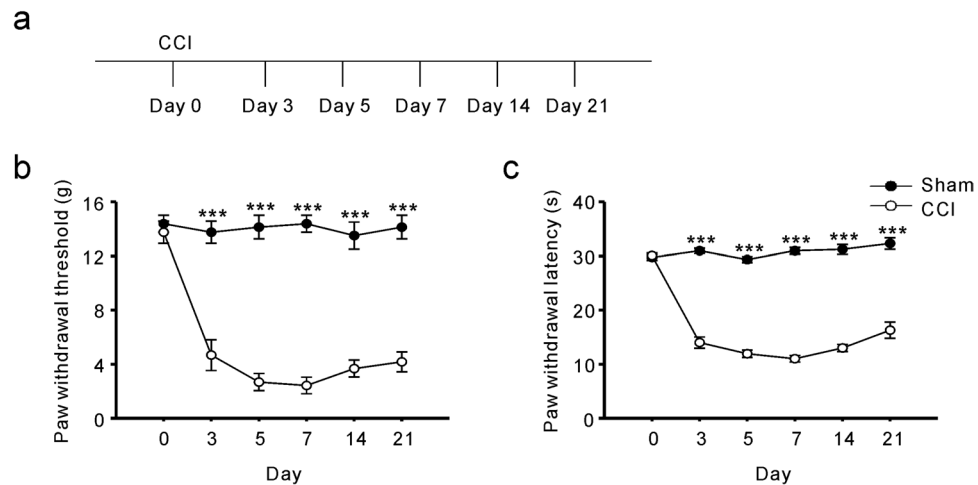 a
CCI
Day 0 Day 3 Day 5 Day 7 Day 14 Day 21
b
Paw withdrawal threshold (g)
16
12
8
4
0
*** *** *** *** ***
0 3 5 7 14 21
Day
c
Sham
CCI
Paw withdrawal latency (s)
40
30
20
10
0
*** *** *** *** ***
0 3 5 7 14 21
Day